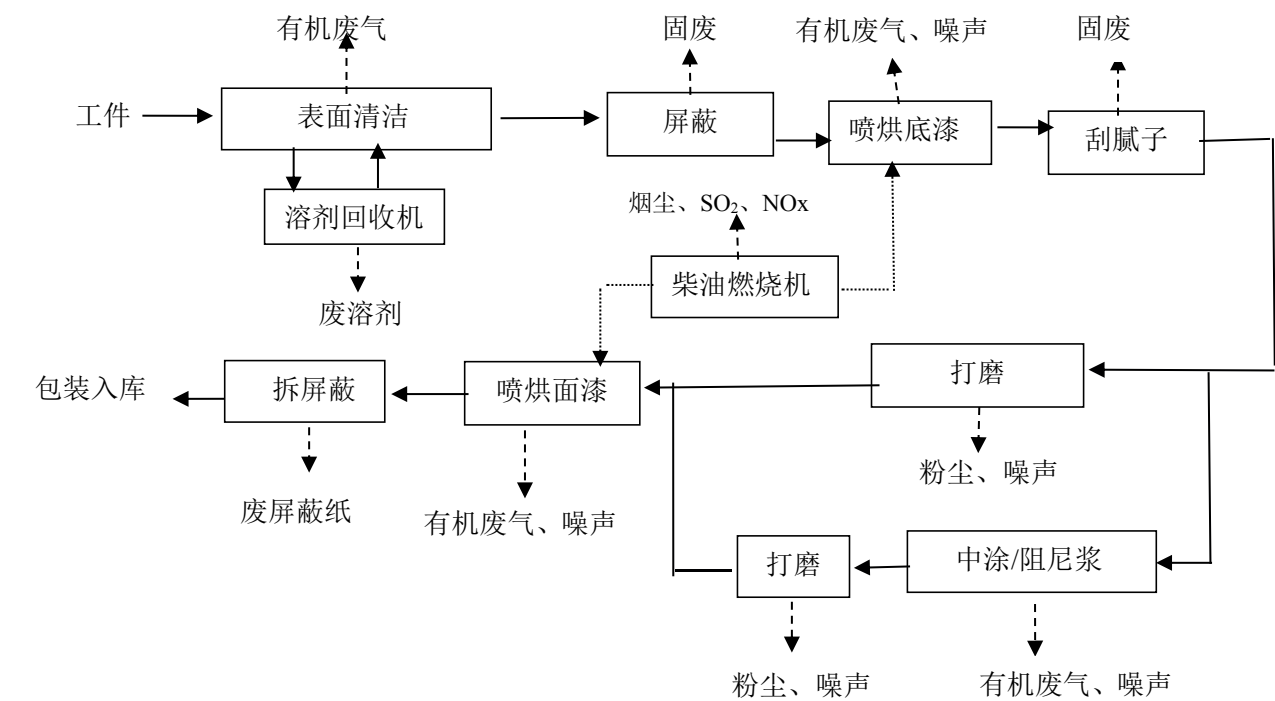 有机废气
固废
有机废气、噪声
固废
工件
表面清洁
屏蔽
喷烘底漆
刮腻子
溶剂回收机
烟尘、SO₂、NOx
柴油燃烧机
废溶剂
包装入库
拆屏蔽
喷烘面漆
打磨
粉尘、噪声
废屏蔽纸
有机废气、噪声
打磨
中涂/阻尼浆
粉尘、噪声
有机废气、噪声